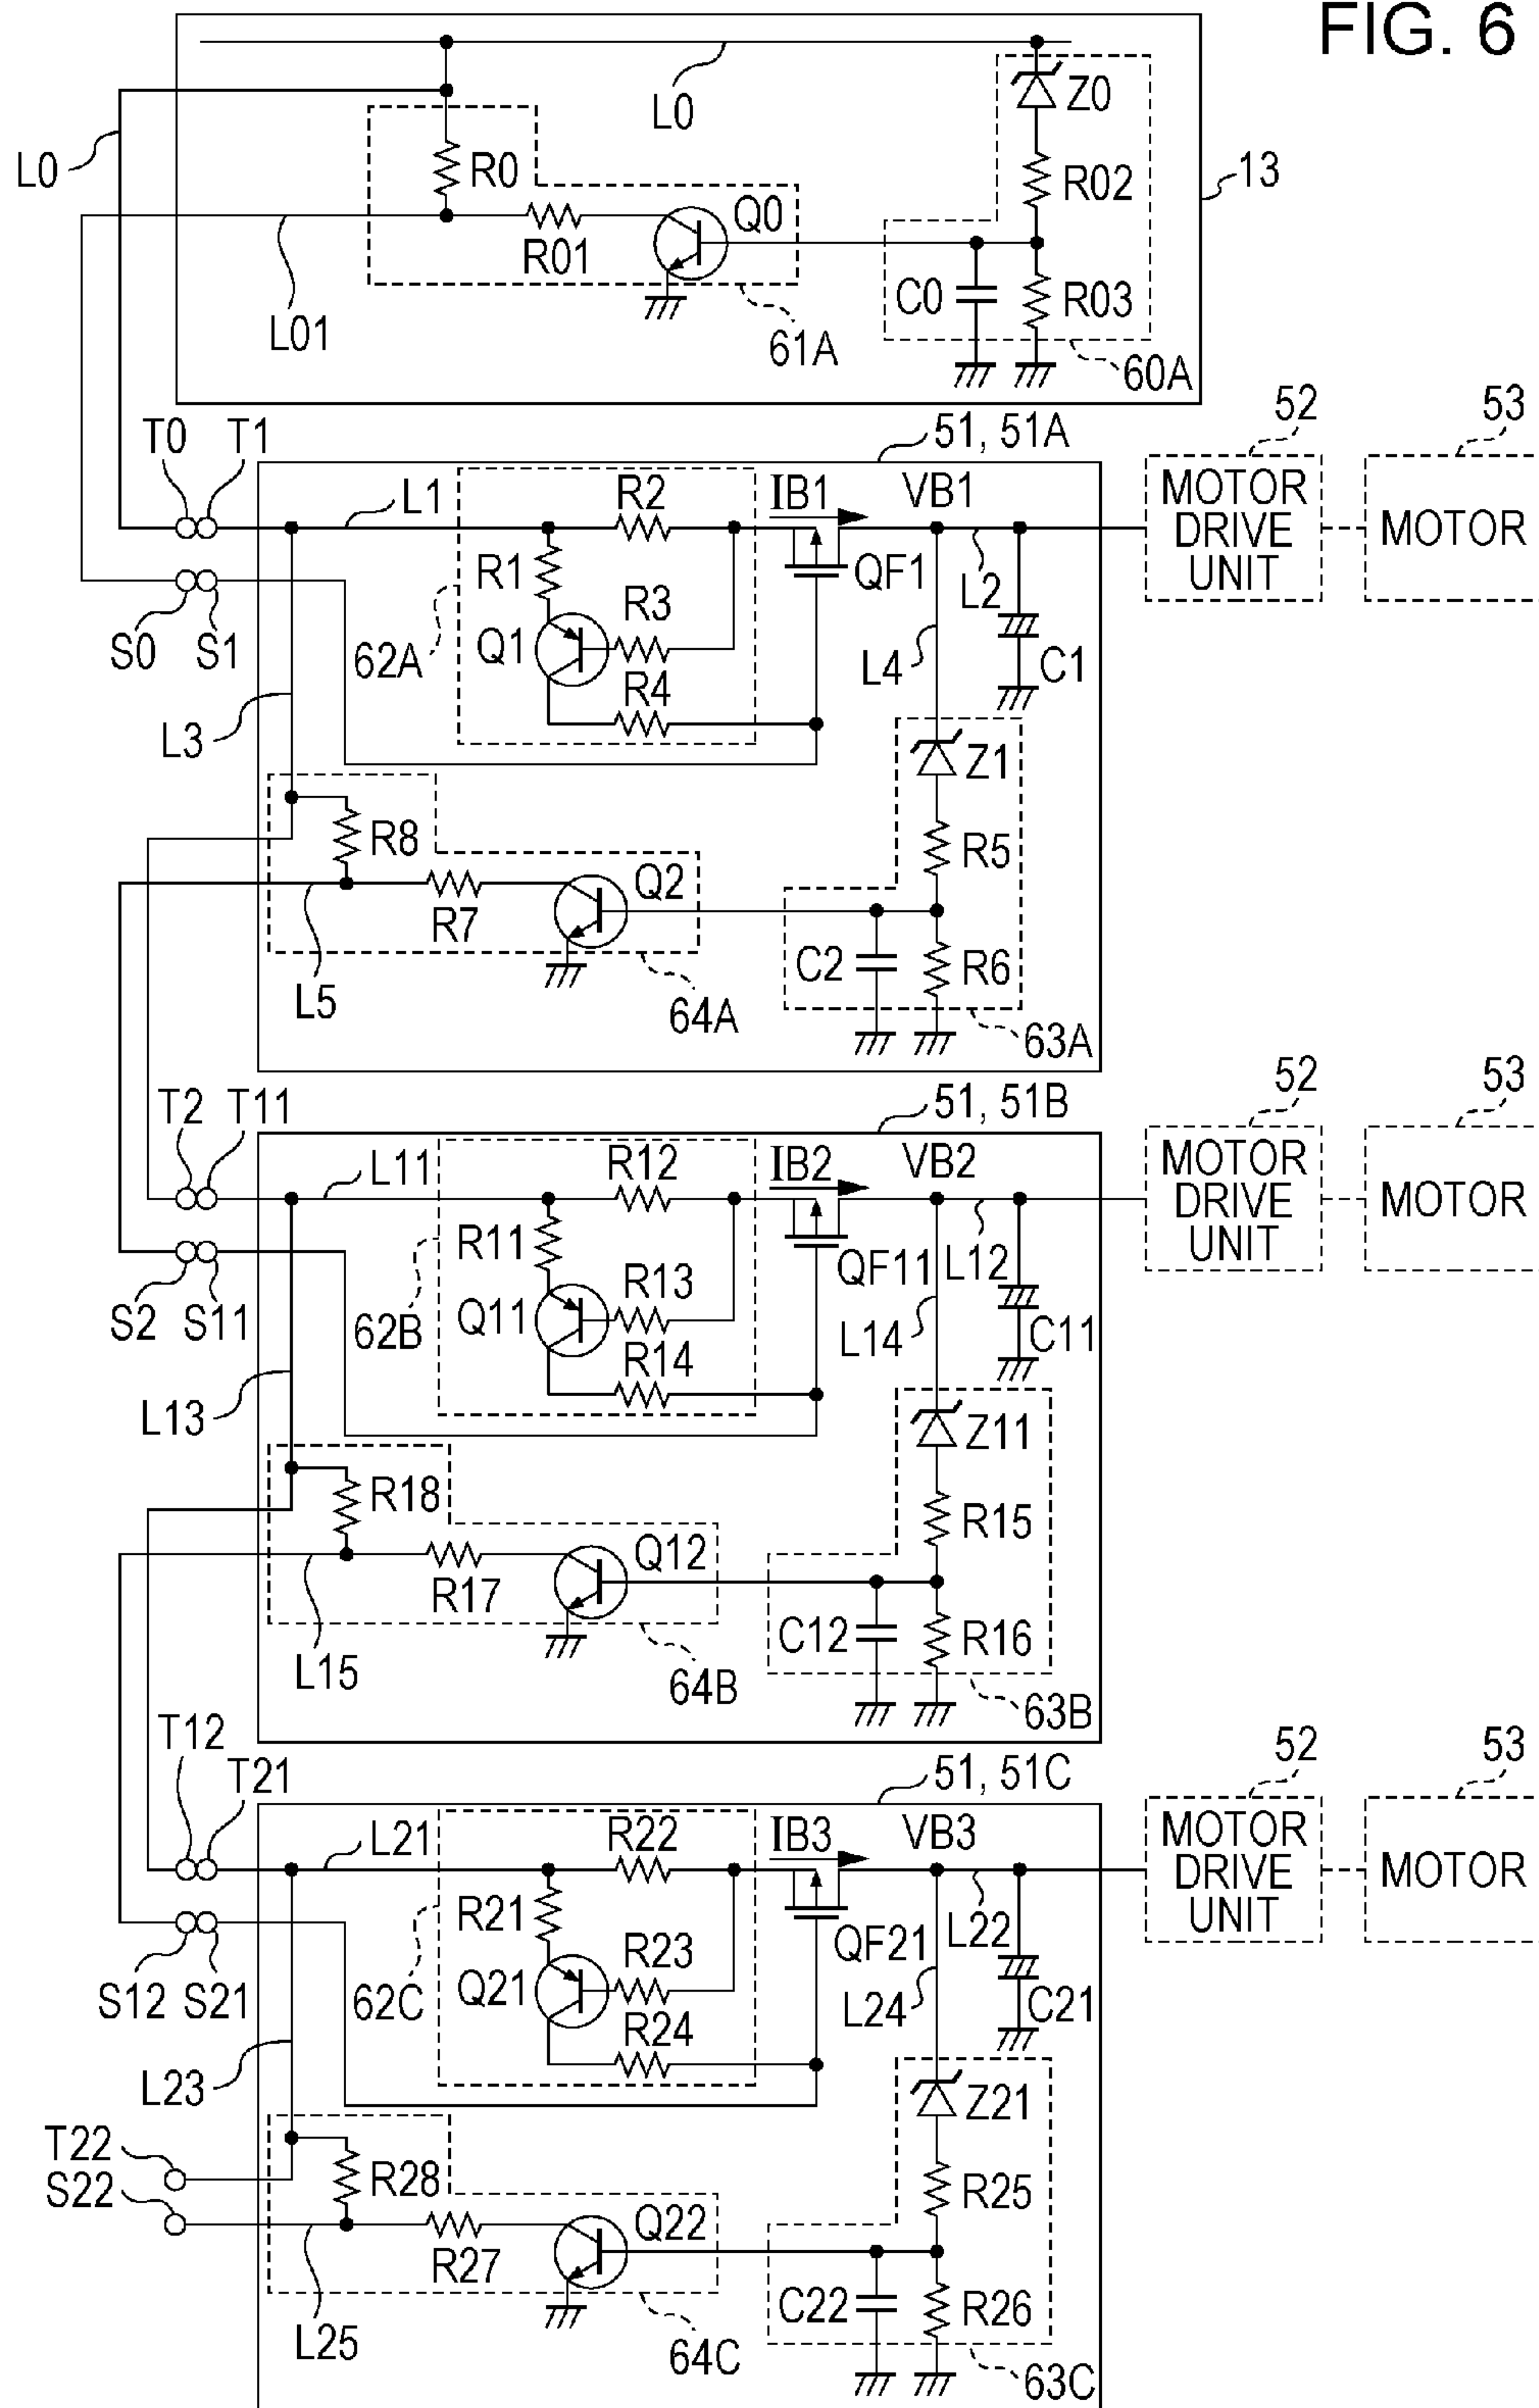 FIG. 6
L0
L0
Z0
R0
R02
13
Q0
R01
C0
R03
L01
61A
60A
T0 T1
51, 51A
52
53
L1
R2
IB1
VB1
MOTOR DRIVE UNIT
MOTOR
R1
R3
QF1
L2
S0 S1
62A
Q1
R4
L4
C1
L3
Z1
R8
R5
Q2
R7
C2
R6
L5
64A
63A
T2 T11
51, 51B
52
53
L11
R12
IB2
VB2
MOTOR DRIVE UNIT
MOTOR
R11
R13
QF11
L12
S2 S11
62B
Q11
R14
L14
C11
L13
Z11
R18
R15
Q12
R17
C12
R16
L15
64B
63B
T12
T21
51, 51C
52
53
L21
R22
IB3
VB3
MOTOR DRIVE UNIT
MOTOR
R21
R23
QF21
L22
S12 S21
62C
Q21
R24
L24
C21
L23
Z21
T22
R28
R25
S22
Q22
R27
C22
R26
L25
64C
63C